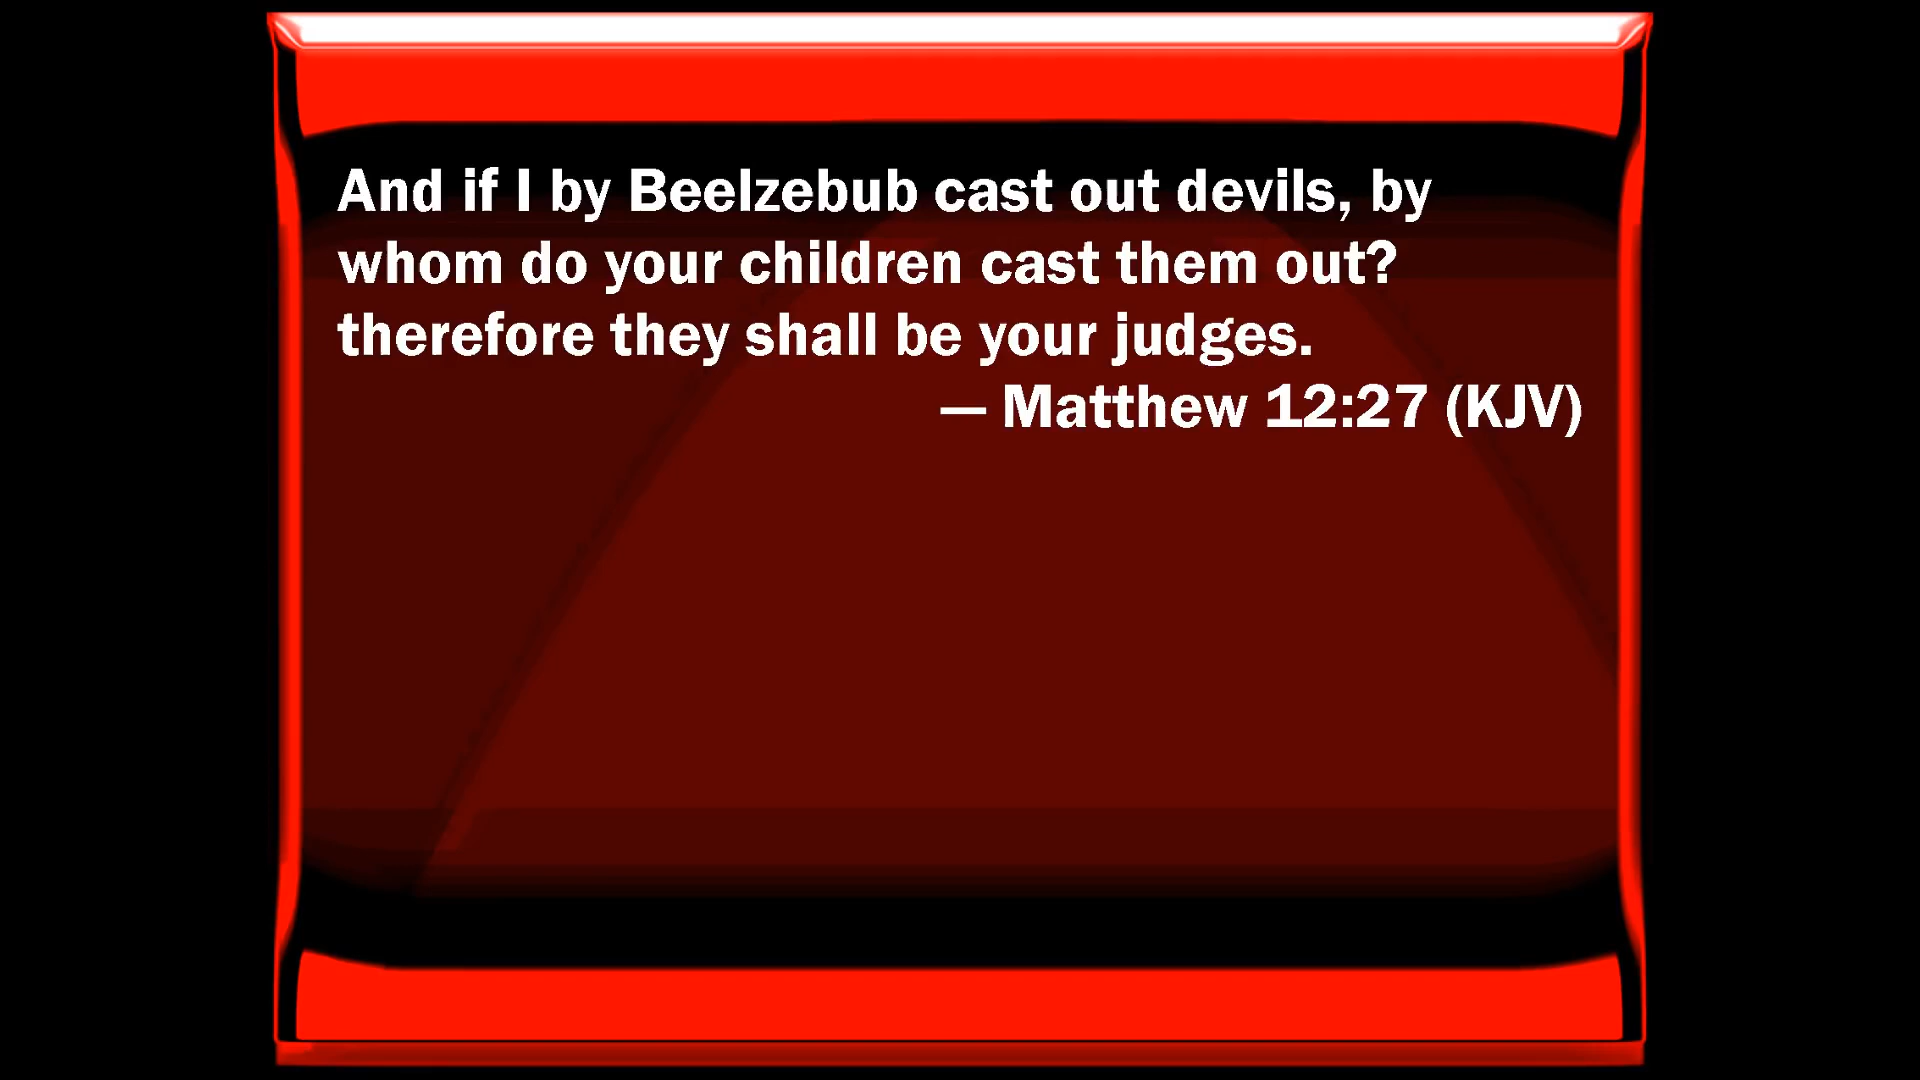 And if I by Beelzebub cast out devils, by
whom do your children cast them out?
therefore they shall be your judges.
— Matthew 12:27 (KJV)